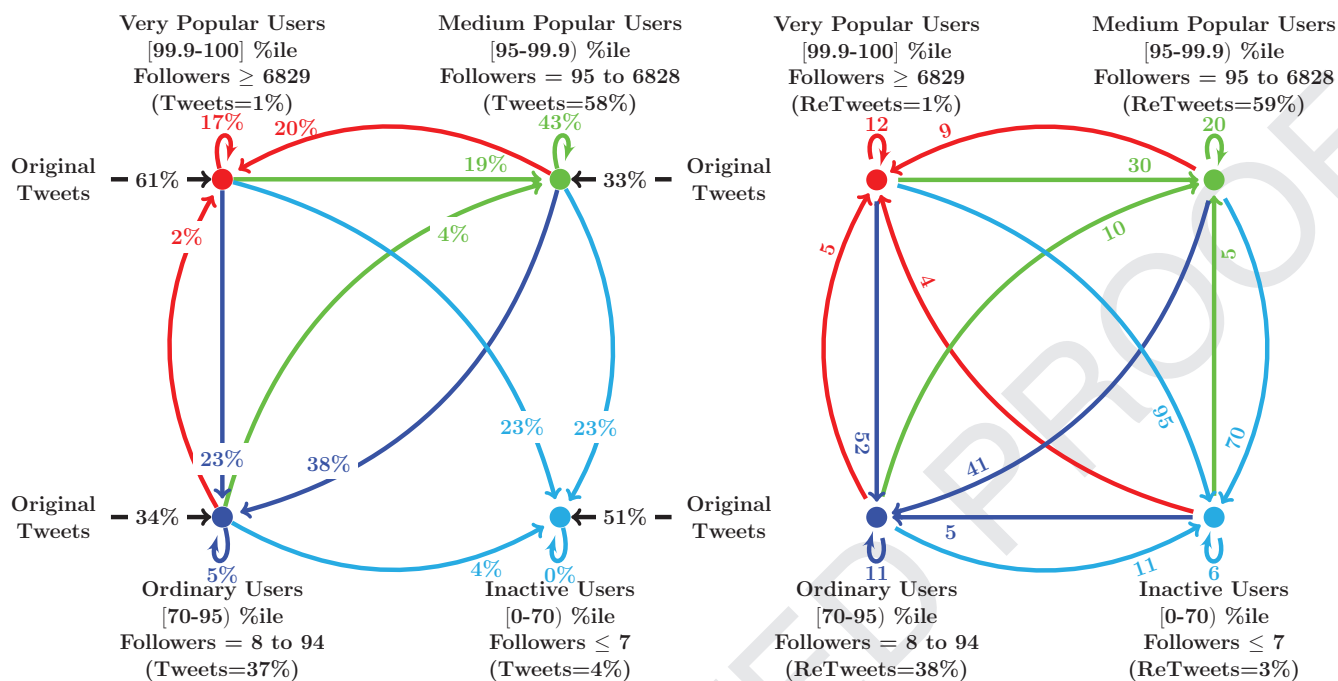 Very Popular Users
[99.9-100] %ile
Followers ≥ 6829
(Tweets=1%)
Medium Popular Users
[95-99.9) %ile
Followers = 95 to 6828
(Tweets=58%)
17%
20%
43%
Original
Tweets
61%
19%
33%
2%
4%
23%
38%
23%
23%
Original
Tweets
34%
51%
5%
4%
0%
Ordinary Users
[70-95) %ile
Followers = 8 to 94
(Tweets=37%)
Inactive Users
[0-70) %ile
Followers ≤ 7
(Tweets=4%)
Very Popular Users
[99.9-100] %ile
Followers ≥ 6829
(ReTweets=1%)
Medium Popular Users
[95-99.9) %ile
Followers = 95 to 6828
(ReTweets=59%)
12
9
20
30
5
4
10
5
52
41
95
70
5
11
11
6
Ordinary Users
[70-95) %ile
Followers = 8 to 94
(ReTweets=38%)
Inactive Users
[0-70) %ile
Followers ≤ 7
(ReTweets=3%)
ED PROOF